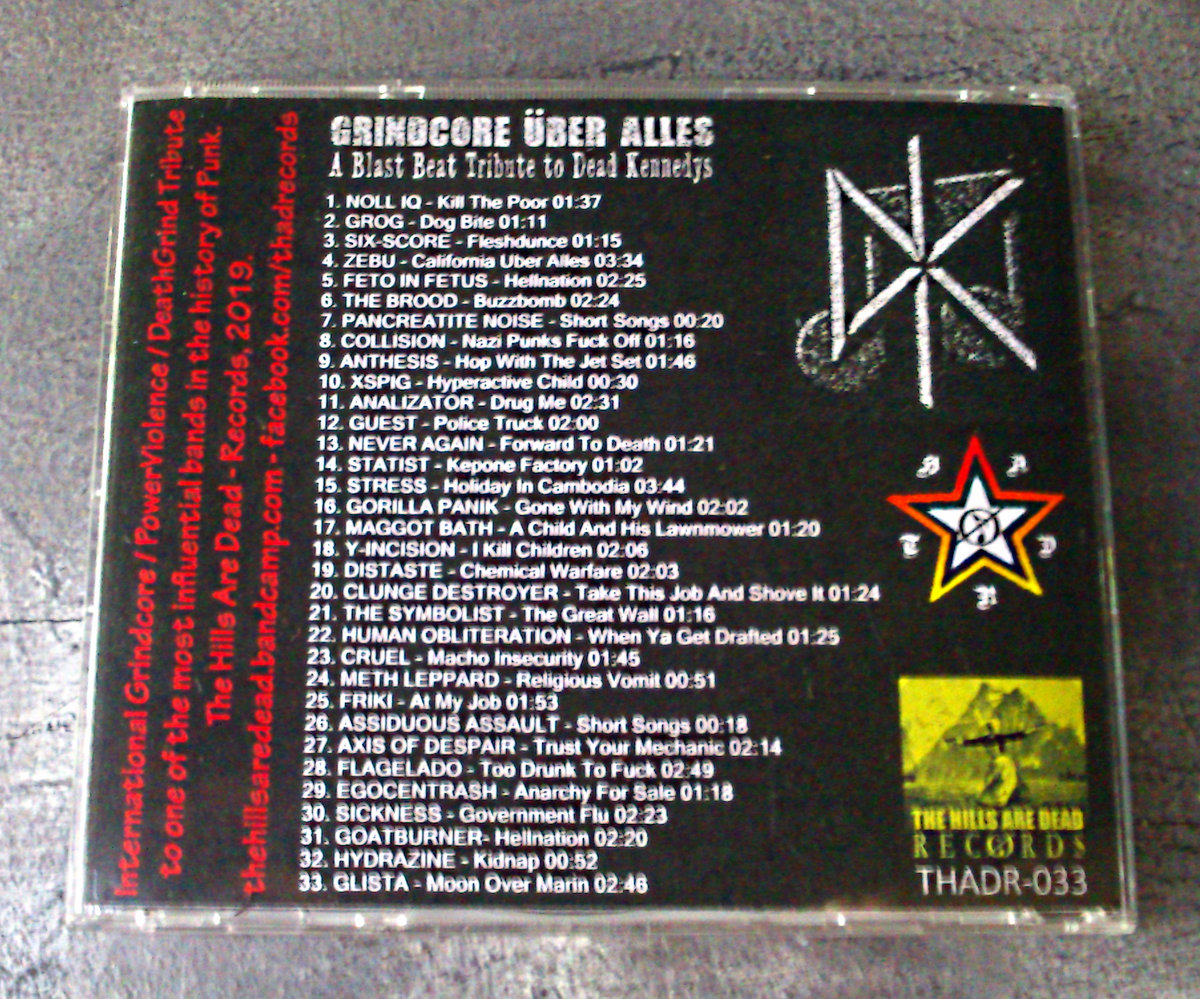 GRINDCORE ÜBER ALLES
A Blast Beat Tribute to Dead Kennedys
1. NOLL IQ - Kill The Poor 01:37
2. GROG - Dog Bite 01:11
3. SIX-SCORE - Fleshdunce 01:15
4. ZEBU - California Uber Alles 03:34
5. FETO IN FETUS - Hellnation 02:25
6. THE BROOD - Buzzbomb 02:24
7. PANCREATITE NOISE - Short Songs 00:20
8. COLLISION - Nazi Punks Fuck Off 01:16
9. ANTHESIS - Hop With The Jet Set 01:46
10. XSPIG - Hyperactive Child 00:30
11. ANALIZATOR - Drug Me 02:31
12. GUEST - Police Truck 02:00
13. NEVER AGAIN - Forward To Death 01:21
14. STATIST - Kepone Factory 01:02
15. STRESS - Holiday In Cambodia 03:44
16. GORILLA PANIK - Gone With My Wind 02:02
17. MAGGOT BATH - A Child And His Lawnmower 01:20
18. Y-INCISION - I Kill Children 02:06
19. DISTASTE - Chemical Warfare 02:03
20. CLUNGE DESTROYER - Take This Job And Shove It 01:24
21. THE SYMBOLIST - The Great Wall 01:16
22. HUMAN OBLITERATION - When Ya Get Drafted 01:25
23. CRUEL - Macho Insecurity 01:45
24. METH LEPPARD - Religious Vomit 00:51
25. FRIKI - At My Job 01:53
26. ASSIDUOUS ASSAULT - Short Songs 00:18
27. AXIS OF DESPAIR - Trust Your Mechanic 02:14
28. FLAGELADO - Too Drunk To Fuck 02:49
29. EGOCENTRASH - Anarchy For Sale 01:18
30. SICKNESS - Government Flu 02:23
31. GOATBURNER- Hellnation 02:20
32. HYDRAZINE - Kidnap 00:52
33. GLISTA - Moon Over Marin 02:46
International Grindcore / PowerViolence / DeathGrind Tribute
to one of the most influential bands in the history of Punk.
The Hills Are Dead - Records, 2019.
thehillsaredead.bandcamp.com - facebook.com/thadrecords
DK
THE HILLS ARE DEAD
RECORDS
THADR-033